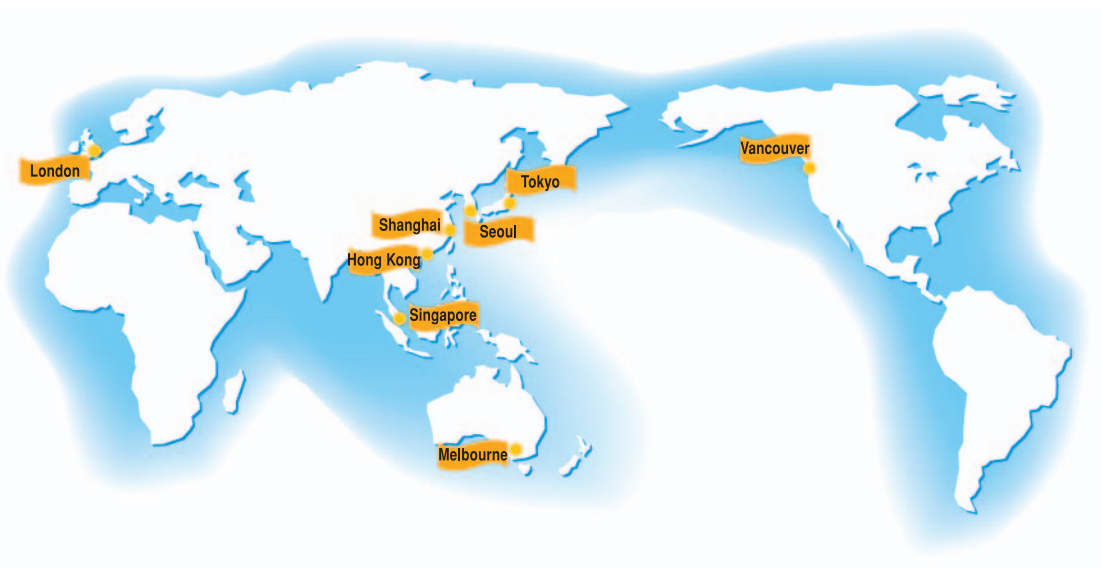 Vancouver
London
Tokyo
Shanghai
Seoul
Hong Kong
Singapore
Melbourne